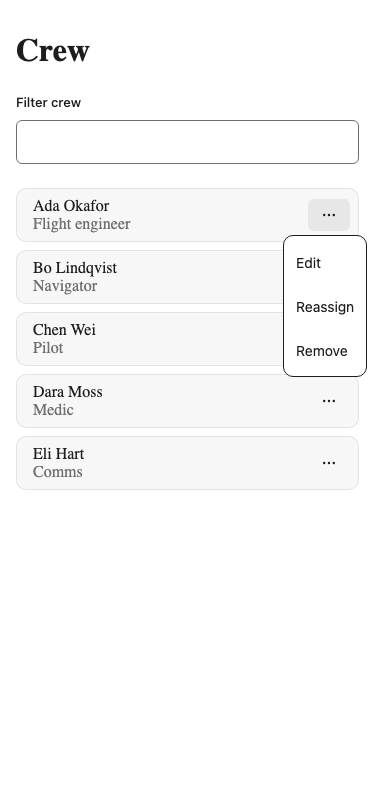 Crew
Filter crew
Ada Okafor
Flight engineer
...
Edit
Reassign
Remove
Bo Lindqvist
Navigator
Chen Wei
Pilot
Dara Moss
Medic
...
Eli Hart
Comms
...